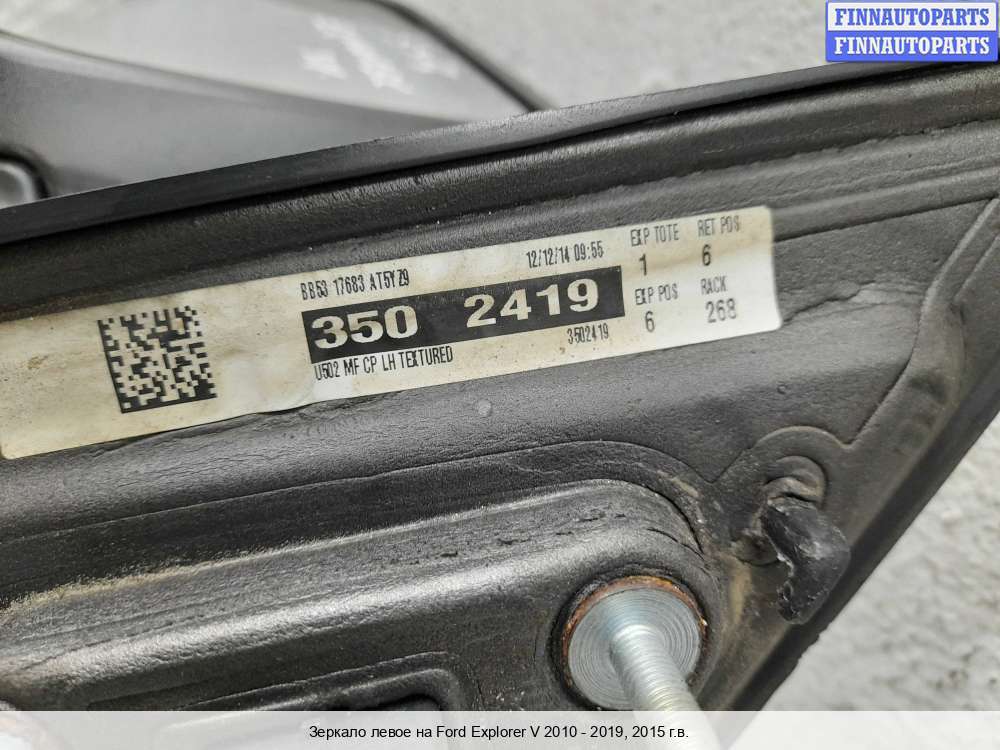 FINNAUTOPARTS
FINNAUTOPARTS
BB53 17683 AT5YZ9
12/12/14 09:55
EXP TOTE
RET POS
1
6
350 2419
EXP POS
RACK
6
268
U502 MF CP LH TEXTURED
3502419
Зеркало левое на Ford Explorer V 2010 - 2019, 2015 г.в.